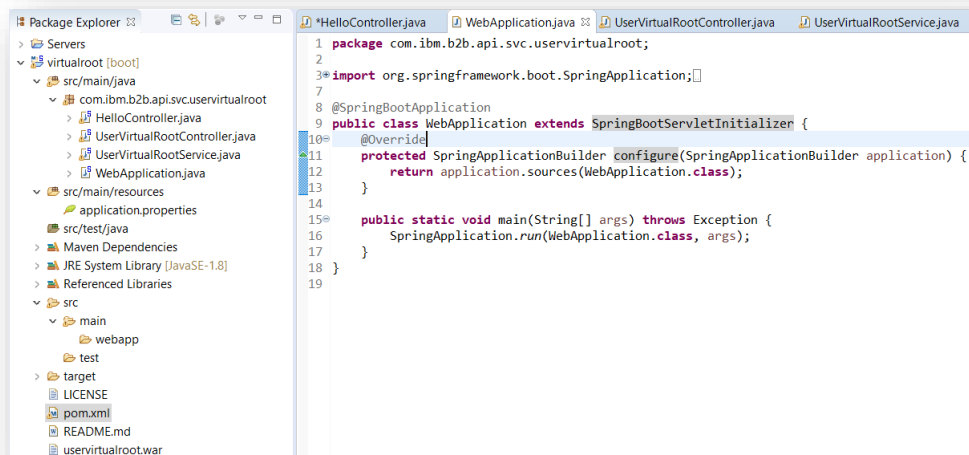 Package Explorer
Servers
virtualroot [boot]
src/main/java
com.ibm.b2b.api.svc.uservirtualroot
HelloController.java
UserVirtualRootController.java
UserVirtualRootService.java
WebApplication.java
src/main/resources
application.properties
src/test/java
Maven Dependencies
JRE System Library [JavaSE-1.8]
Referenced Libraries
src
main
webapp
test
target
LICENSE
pom.xml
README.md
uservirtualroot.war
*HelloController.java WebApplication.java UserVirtualRootController.java UserVirtualRootService.java
1 package com.ibm.b2b.api.svc.uservirtualroot;
2
3 import org.springframework.boot.SpringApplication;
7
8 @SpringBootApplication
9 public class WebApplication extends SpringBootServletInitializer {
10 @Override
11 protected SpringApplicationBuilder configure(SpringApplicationBuilder application) {
12 return application.sources(WebApplication.class);
13 }
14
15 public static void main(String[] args) throws Exception {
16 SpringApplication.run(WebApplication.class, args);
17 }
18 }
19